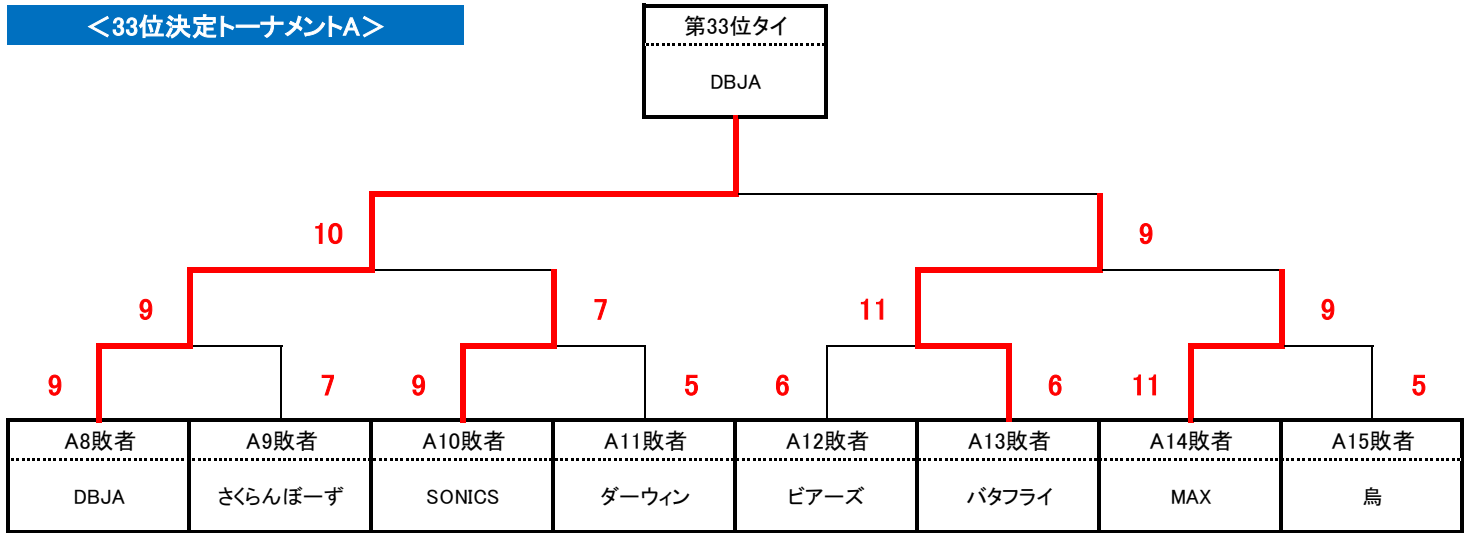 <33位決定トーナメントA>
第33位タイ
DBJA
10
9
9
7
11
9
9
7
9
5
6
6
11
5
A8敗者
A9敗者
A10敗者
A11敗者
A12敗者
A13敗者
A14敗者
A15敗者
DBJA
さくらんぼーず
SONICS
ダーウィン
ビアーズ
バタフライ
MAX
烏